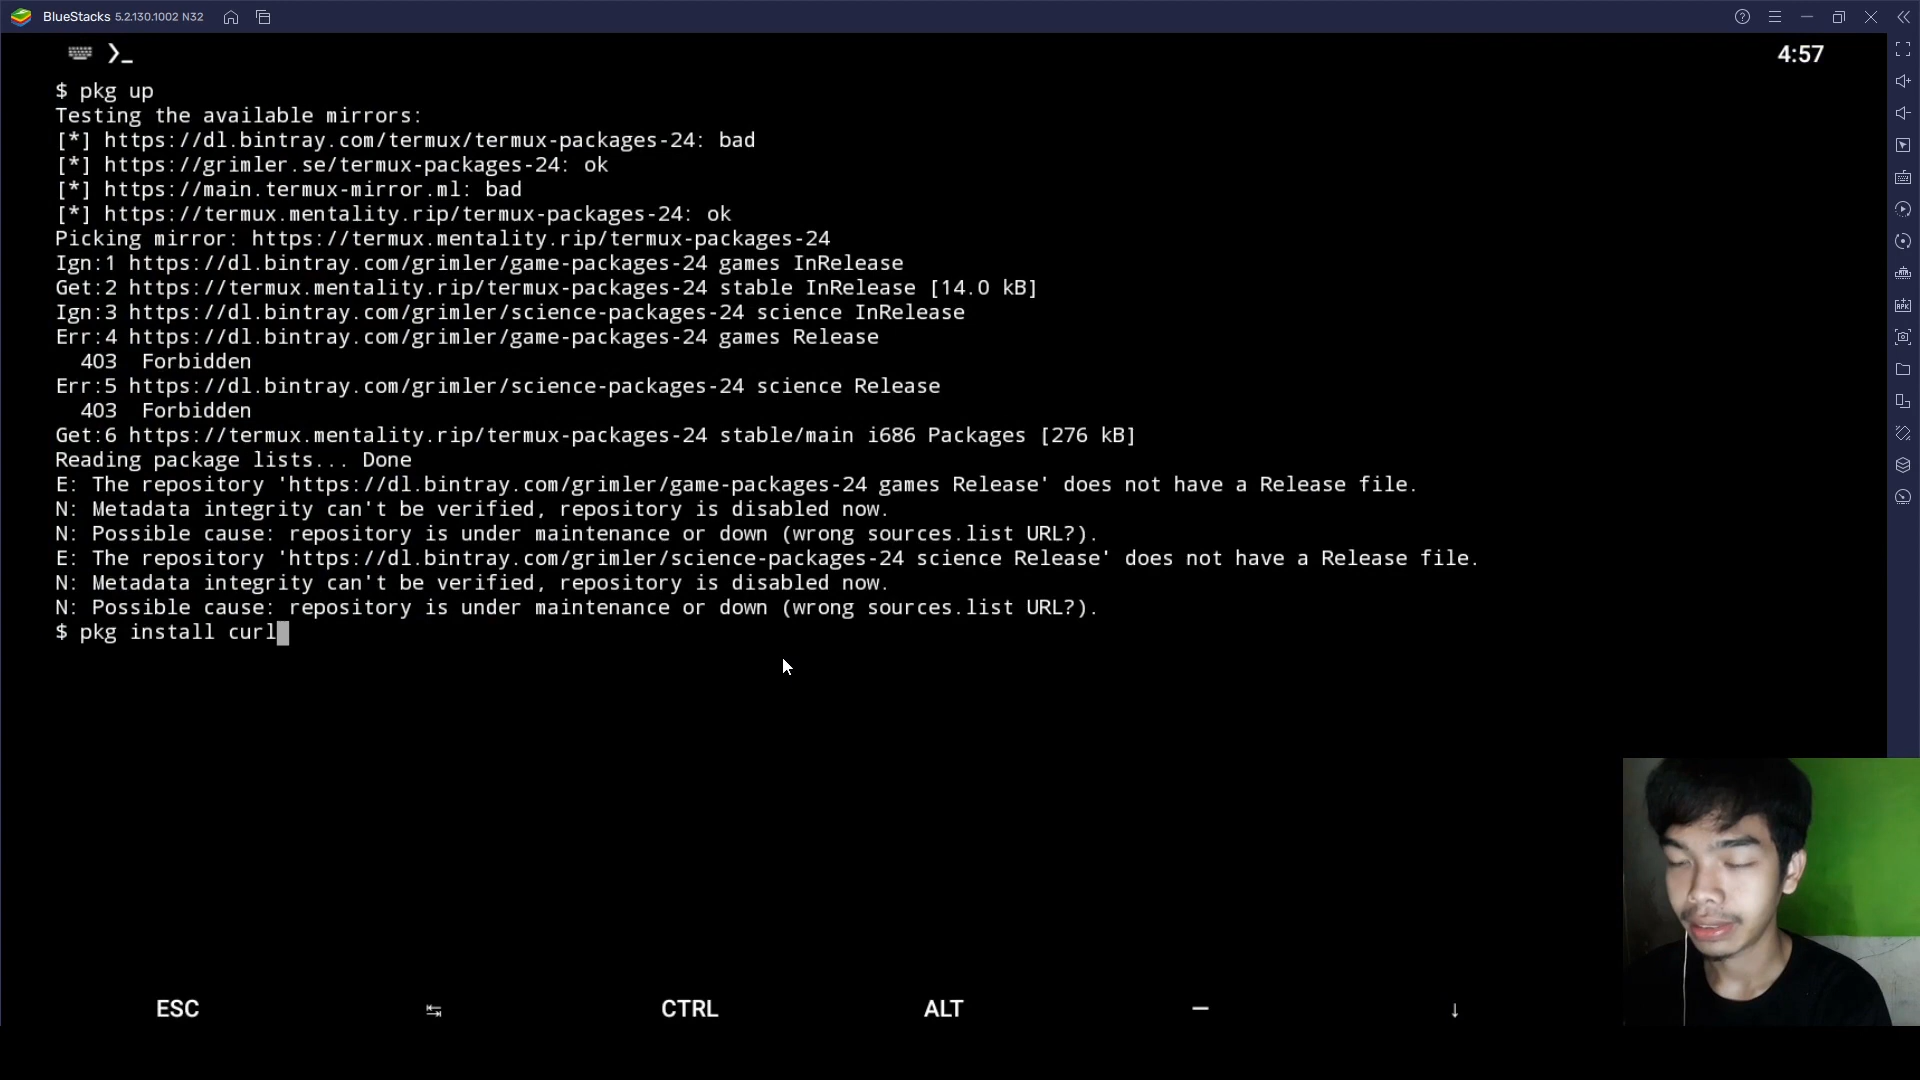 BlueStacks 5.2.130.1002 N32
4:57
$ pkg up
Testing the available mirrors:
[*] https://dl.bintray.com/termux/termux-packages-24: bad
[*] https://grimler.se/termux-packages-24: ok
[*] https://main.termux-mirror.ml: bad
[*] https://termux.mentality.rip/termux-packages-24: ok
Picking mirror: https://termux.mentality.rip/termux-packages-24
Ign:1 https://dl.bintray.com/grimler/game-packages-24 games InRelease
Get:2 https://termux.mentality.rip/termux-packages-24 stable InRelease [14.0 kB]
Ign:3 https://dl.bintray.com/grimler/science-packages-24 science InRelease
Err:4 https://dl.bintray.com/grimler/game-packages-24 games Release
  403  Forbidden
Err:5 https://dl.bintray.com/grimler/science-packages-24 science Release
  403  Forbidden
Get:6 https://termux.mentality.rip/termux-packages-24 stable/main i686 Packages [276 kB]
Reading package lists... Done
E: The repository 'https://dl.bintray.com/grimler/game-packages-24 games Release' does not have a Release file.
N: Metadata integrity can't be verified, repository is disabled now.
N: Possible cause: repository is under maintenance or down (wrong sources.list URL?).
E: The repository 'https://dl.bintray.com/grimler/science-packages-24 science Release' does not have a Release file.
N: Metadata integrity can't be verified, repository is disabled now.
N: Possible cause: repository is under maintenance or down (wrong sources.list URL?).
$ pkg install curl
ESC ↹ CTRL ALT — ↓